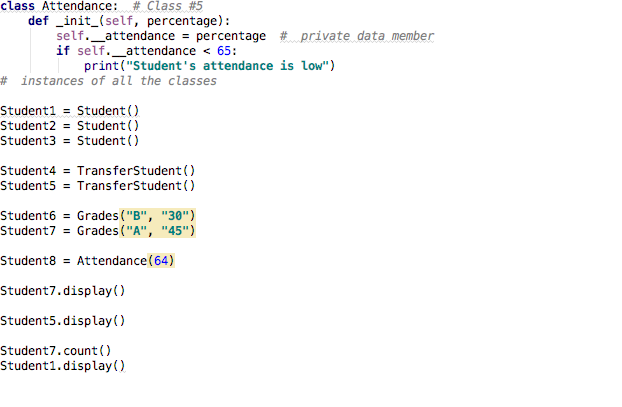 class Attendance:  # Class #5
    def _init_(self, percentage):
        self.__attendance = percentage  #  private data member
        if self.__attendance < 65:
            print("Student's attendance is low")
#  instances of all the classes

Student1 = Student()
Student2 = Student()
Student3 = Student()

Student4 = TransferStudent()
Student5 = TransferStudent()

Student6 = Grades("B", "30")
Student7 = Grades("A", "45")

Student8 = Attendance(64)

Student7.display()

Student5.display()

Student7.count()
Student1.display()